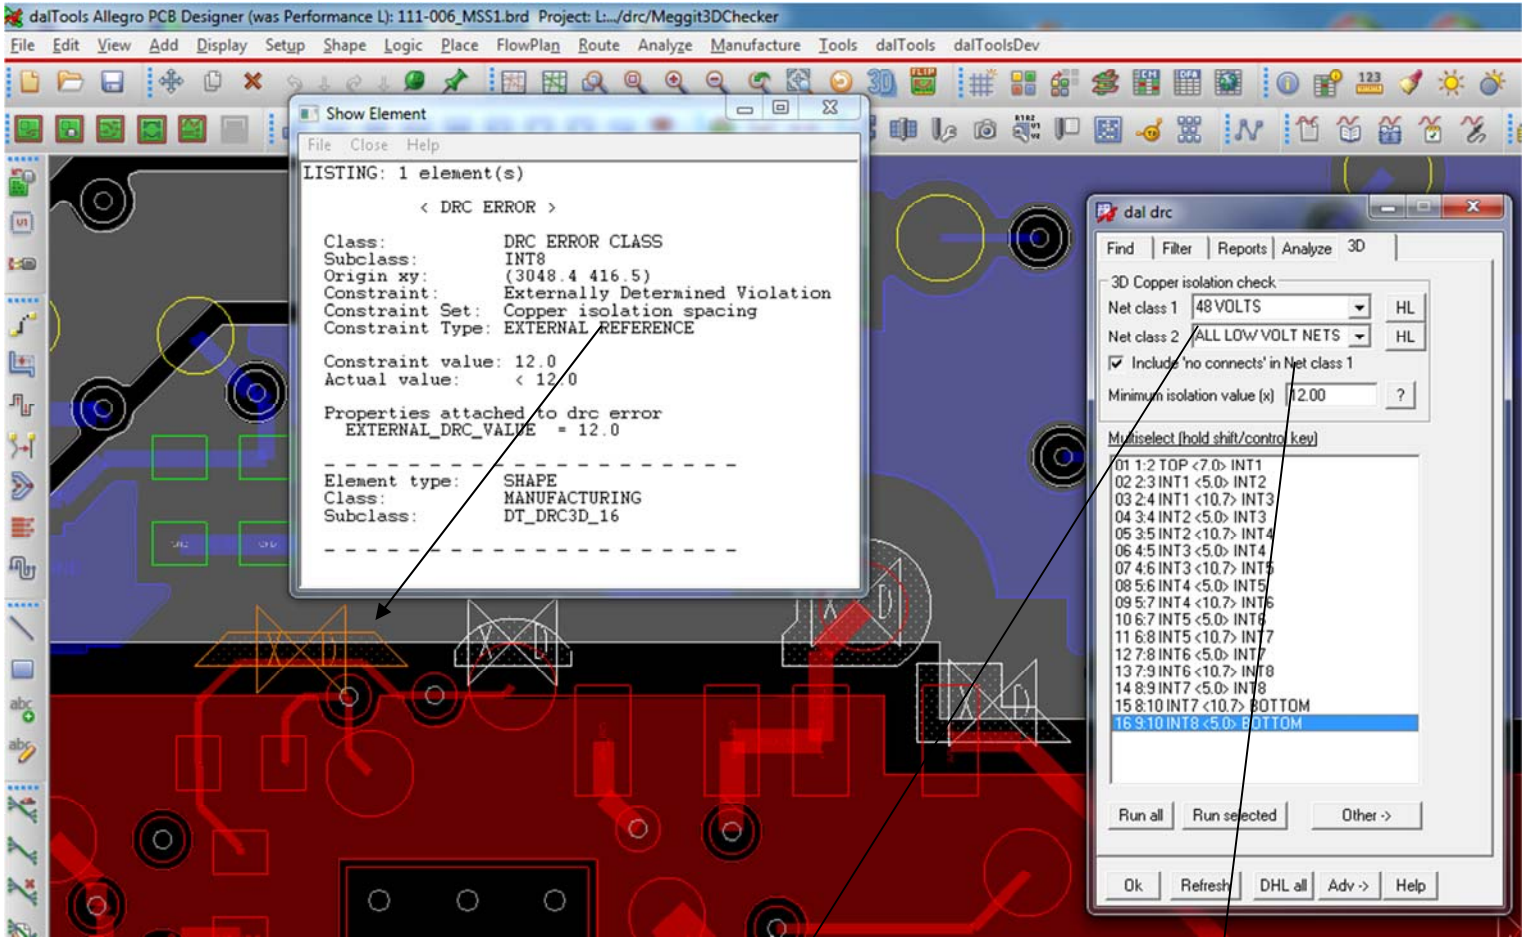 dalTools Allegro PCB Designer (was Performance L): 111-006_MSS1.brd Project: L:.../drc/Meggit3DChecker
File Edit View Add Display Setup Shape Logic Place FlowPlan Route Analyze Manufacture Tools dalTools dalToolsDev
3D FLIP 123
R1R2
U1
U2
Show Element
File Close Help
LISTING: 1 element(s)
< DRC ERROR >
Class: DRC ERROR CLASS
Subclass: INT8
Origin xy: (3048.4 416.5)
Constraint: Externally Determined Violation
Constraint Set: Copper isolation spacing
Constraint Type: EXTERNAL REFERENCE
Constraint value: 12.0
Actual value: < 12.0
Properties attached to drc error
EXTERNAL_DRC_VALUE = 12.0
- - - - - - - - - - - - - - - - - - - -
Element type: SHAPE
Class: MANUFACTURING
Subclass: DT_DRC3D_16
- - - - - - - - - - - - - - - - - - - -
U1
abc
abc
X D
X D
X D
X D
dal drc
Find Filter Reports Analyze 3D
3D Copper isolation check
Net class 1 48 VOLTS HL
Net class 2 ALL LOW VOLT NETS HL
Include 'no connects' in Net class 1
Minimum isolation value (x) 12.00 ?
Multiselect (hold shift/control key)
01 1:2 TOP <7.0> INT1
02 2:3 INT1 <5.0> INT2
03 2:4 INT1 <10.7> INT3
04 3:4 INT2 <5.0> INT3
05 3:5 INT2 <10.7> INT4
06 4:5 INT3 <5.0> INT4
07 4:6 INT3 <10.7> INT5
08 5:6 INT4 <5.0> INT5
09 5:7 INT4 <10.7> INT6
10 6:7 INT5 <5.0> INT6
11 6:8 INT5 <10.7> INT7
12 7:8 INT6 <5.0> INT7
13 7:9 INT6 <10.7> INT8
14 8:9 INT7 <5.0> INT8
15 8:10 INT7 <10.7> BOTTOM
16 9:10 INT8 <5.0> BOTTOM
Run all Run selected Other ->
Ok Refresh DHL all Adv -> Help